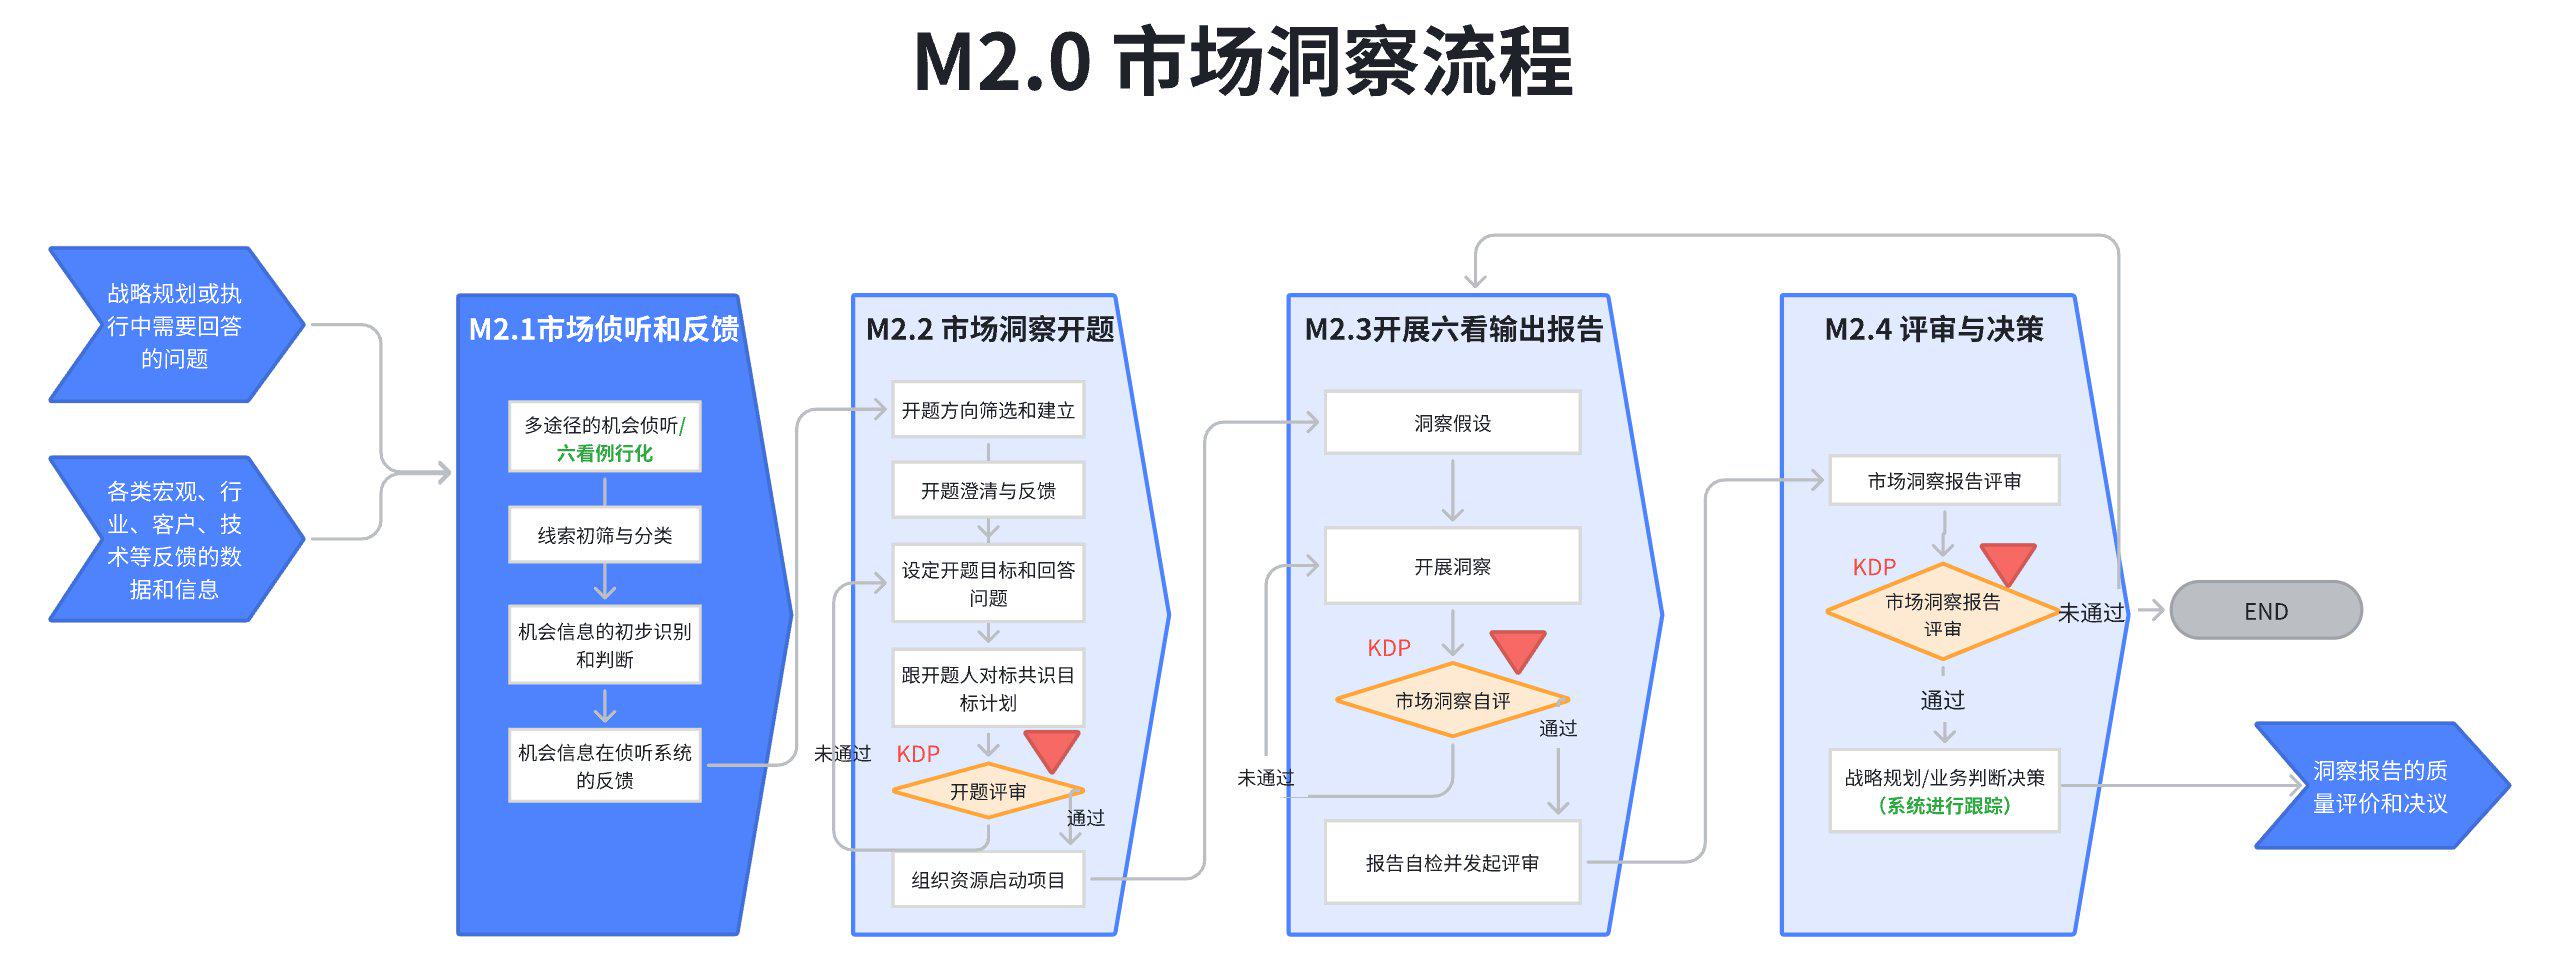 M2.0 市场洞察流程
战略规划或执
行中需要回答
的问题
各类宏观、行
业、客户、技
术等反馈的数
据和信息
M2.1市场侦听和反馈
多途径的机会侦听/
六看例行化
线索初筛与分类
机会信息的初步识别
和判断
机会信息在侦听系统
的反馈
M2.2 市场洞察开题
开题方向筛选和建立
开题澄清与反馈
设定开题目标和回答
问题
跟开题人对标共识目
标计划
未通过
KDP
开题评审
通过
组织资源启动项目
M2.3开展六看输出报告
洞察假设
开展洞察
KDP
市场洞察自评
通过
未通过
报告自检并发起评审
M2.4 评审与决策
市场洞察报告评审
KDP
市场洞察报告
评审
未通过
通过
战略规划/业务判断决策
（系统进行跟踪）
END
洞察报告的质
量评价和决议